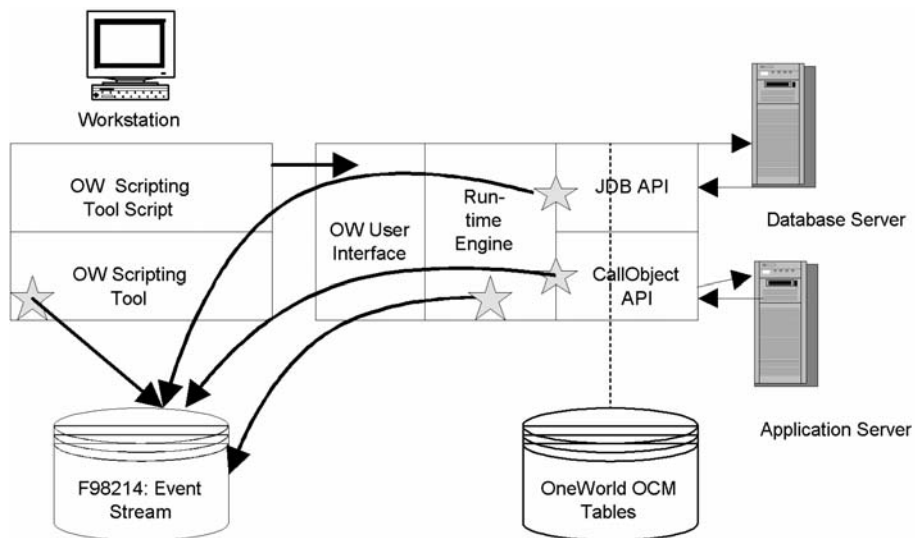 Workstation
OW Scripting
Tool Script
OW Scripting
Tool
OW User
Interface
Run-
time
Engine
JDB API
CallObject
API
Database Server
Application Server
F98214: Event
Stream
OneWorld OCM
Tables